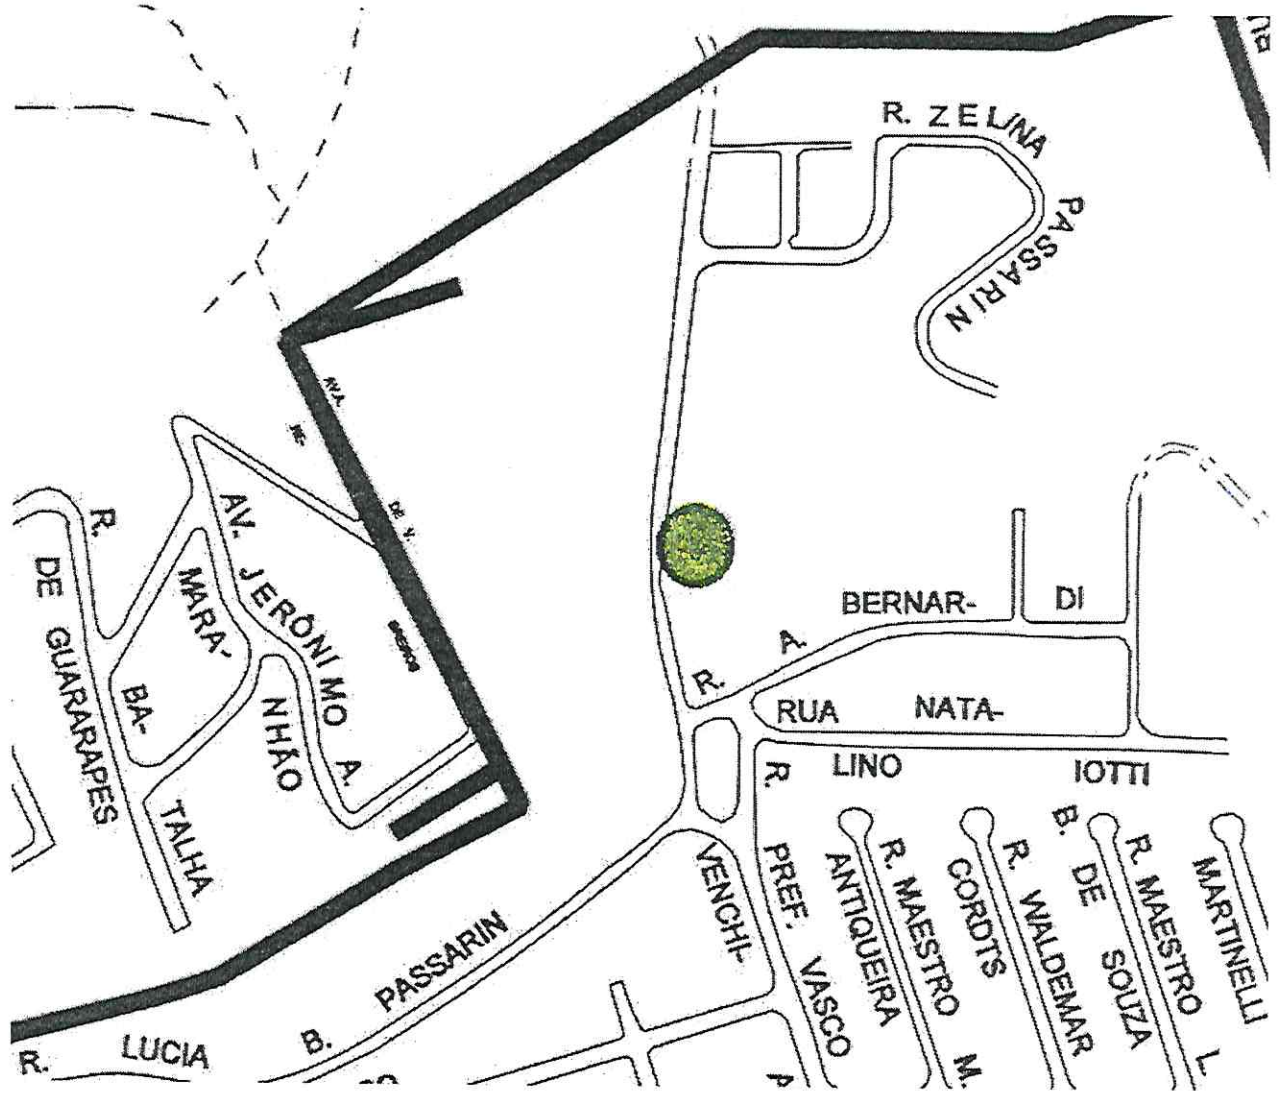 R. ZELINA
PASSARIN
AV. JERÔNIMO A.
MARA-
NHÃO
R.
BA-
TALHA
DE GUARARAPES
R. A. BERNAR- DI
RUA NATA-
LINO IOTTI
R. PREF. VASCO
VENCHI-
ANTIQUEIRA
R. MAESTRO M.
CORDTS
R. WALDEMAR
B. DE SOUZA
R. MAESTRO L.
MARTINELLI
R. LUCIA B. PASSARIN